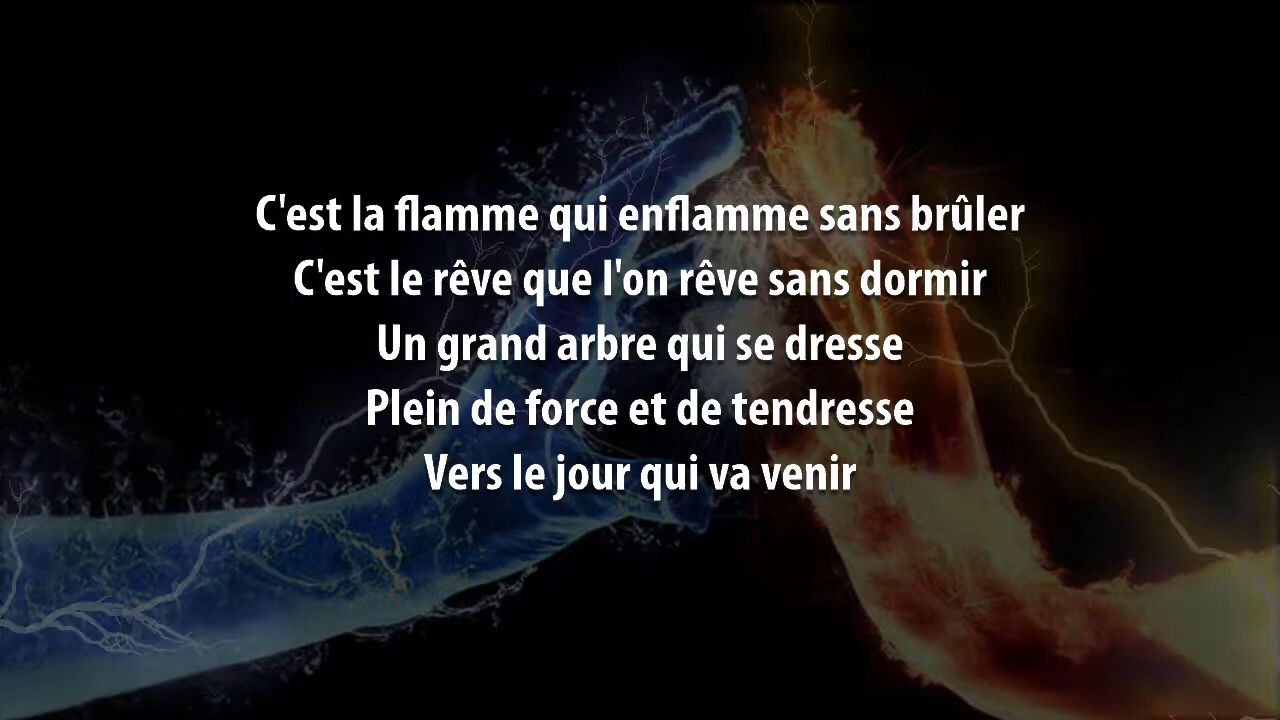 C'est la flamme qui enflamme sans brûler
C'est le rêve que l'on rêve sans dormir
Un grand arbre qui se dresse
Plein de force et de tendresse
Vers le jour qui va venir